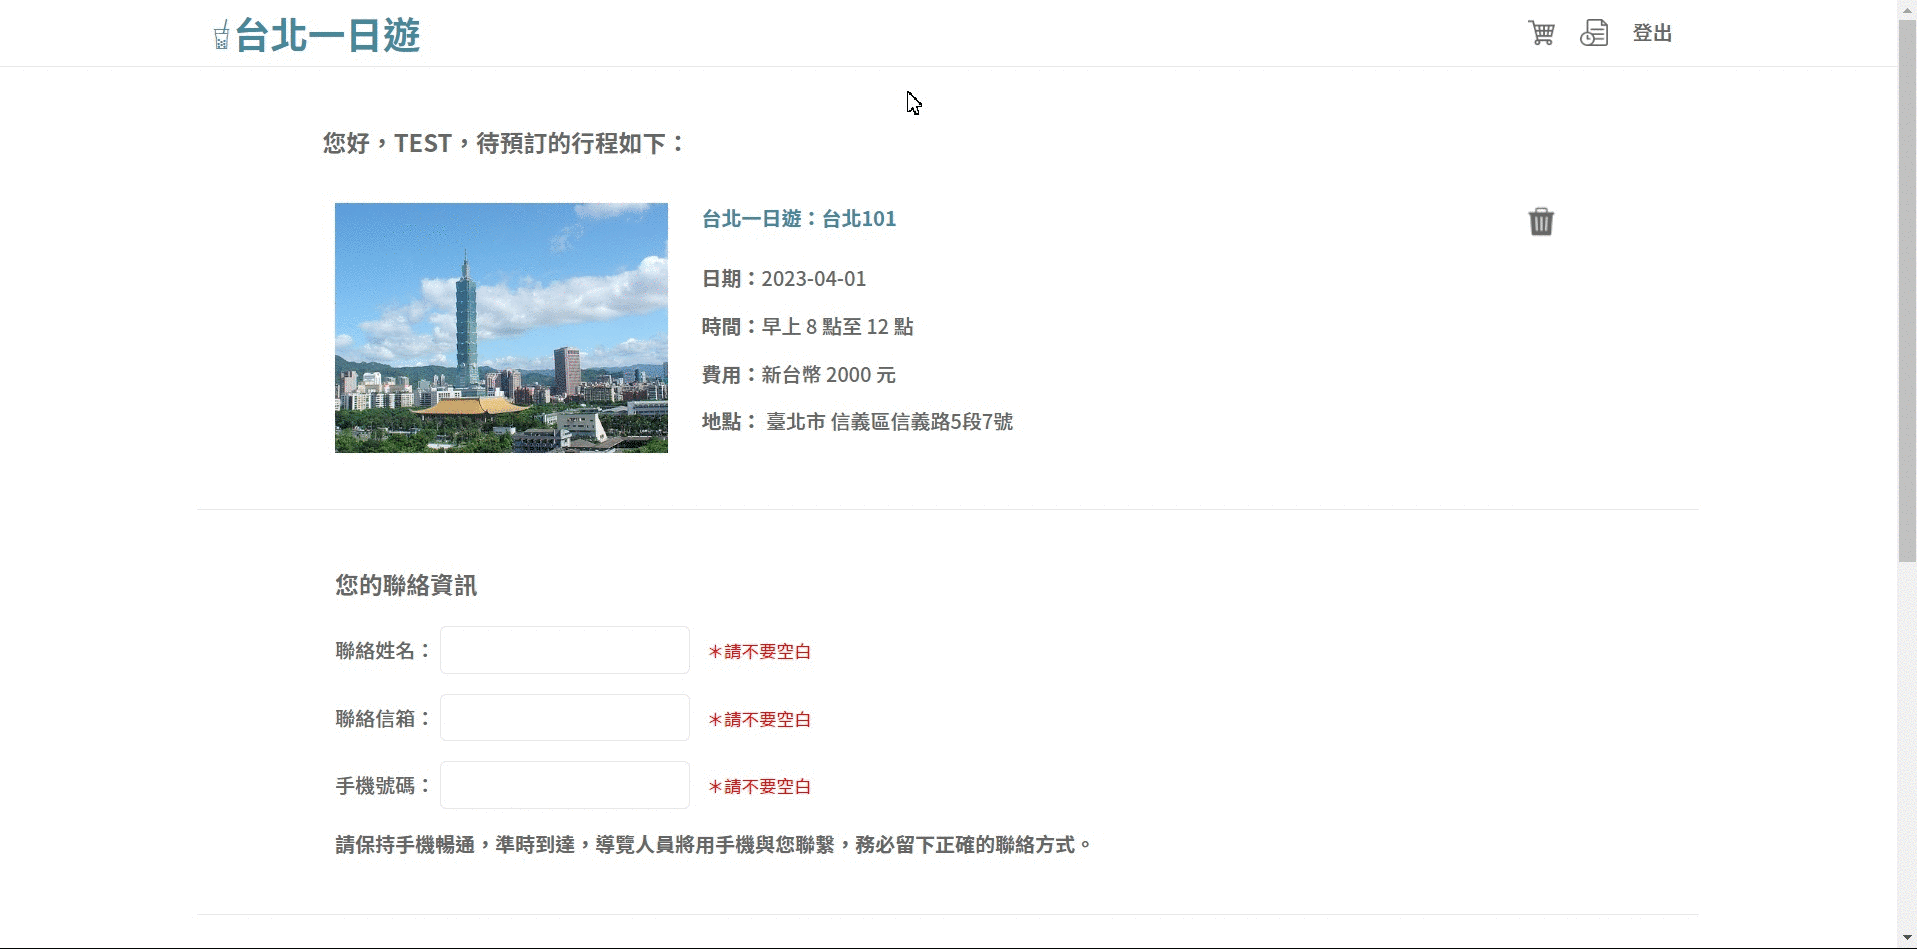 台北一日遊
登出
您好，TEST，待預訂的行程如下：
台北一日遊：台北101
日期：2023-04-01
時間：早上 8 點至 12 點
費用：新台幣 2000 元
地點： 臺北市 信義區信義路5段7號
您的聯絡資訊
聯絡姓名： ＊請不要空白
聯絡信箱： ＊請不要空白
手機號碼： ＊請不要空白
請保持手機暢通，準時到達，導覽人員將用手機與您聯繫，務必留下正確的聯絡方式。